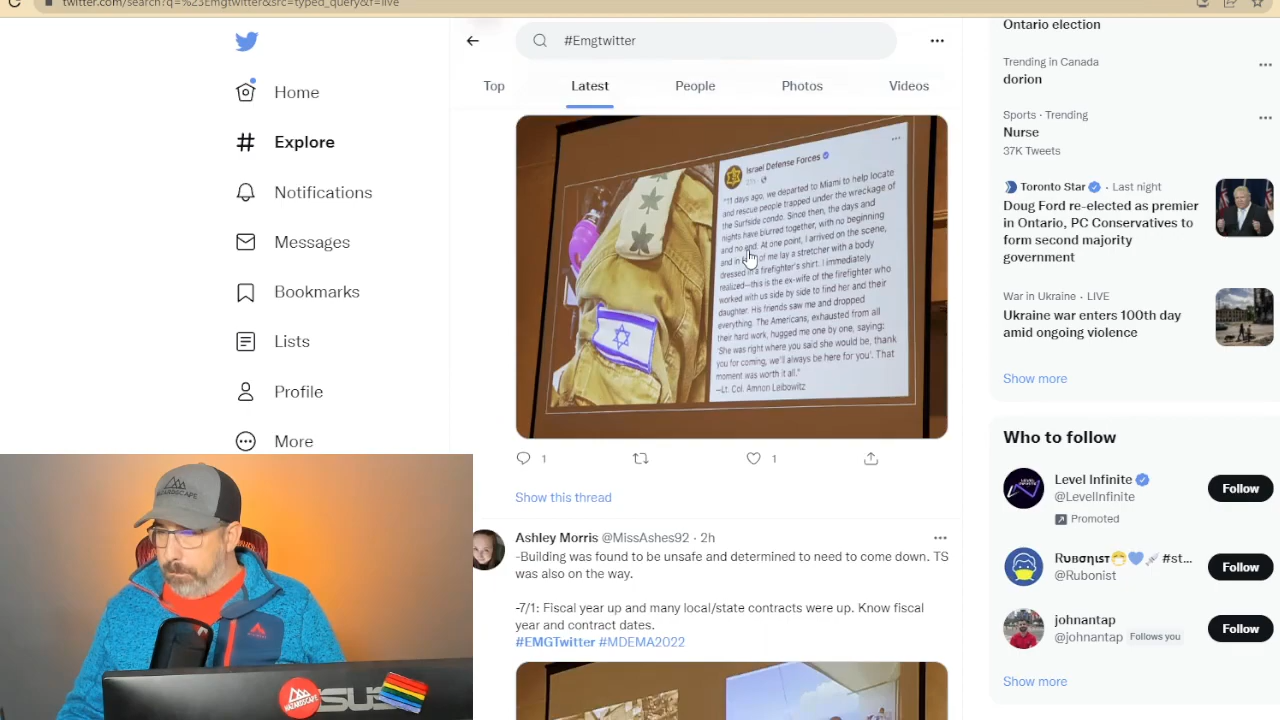 twitter.com/search?q=%23Emgtwitter&src=typed_query&f=live
#Emgtwitter
Top
Latest
People
Photos
Videos
Home
Explore
Notifications
Messages
Bookmarks
Lists
Profile
More
Israel Defense Forces
"11 days ago, we departed to Miami to help locate
and rescue people trapped under the wreckage of
the Surfside condo. Since then, the days and
nights have blurred together, with no beginning
and no end. At one point, I arrived on the scene,
and in of me lay a stretcher with a body
dressed in a firefighter's shirt. I immediately
realized—this is the ex-wife of the firefighter who
worked with us side by side to find her and their
daughter. His friends saw me and dropped
everything. The Americans, exhausted from all
their hard work, hugged me one by one, saying:
'She was right where you said she would be, thank
you for coming, we'll always be here for you'. That
moment was worth it all."
—Lt. Col. Amnon Leibowitz
1
1
Show this thread
Ashley Morris @MissAshes92 · 2h
-Building was found to be unsafe and determined to need to come down. TS
was also on the way.
-7/1: Fiscal year up and many local/state contracts were up. Know fiscal
year and contract dates.
#EMGTwitter #MDEMA2022
Ontario election
Trending in Canada
dorion
Sports · Trending
Nurse
37K Tweets
Toronto Star · Last night
Doug Ford re-elected as premier
in Ontario, PC Conservatives to
form second majority
government
War in Ukraine · LIVE
Ukraine war enters 100th day
amid ongoing violence
Show more
Who to follow
Level Infinite
@LevelInfinite
Follow
Promoted
Rᴜʙσηιsт #st...
@Rubonist
Follow
johnantap
@johnantap Follows you
Follow
Show more
HAZARDSCAPE
HAZARDSCAPE
ASUS